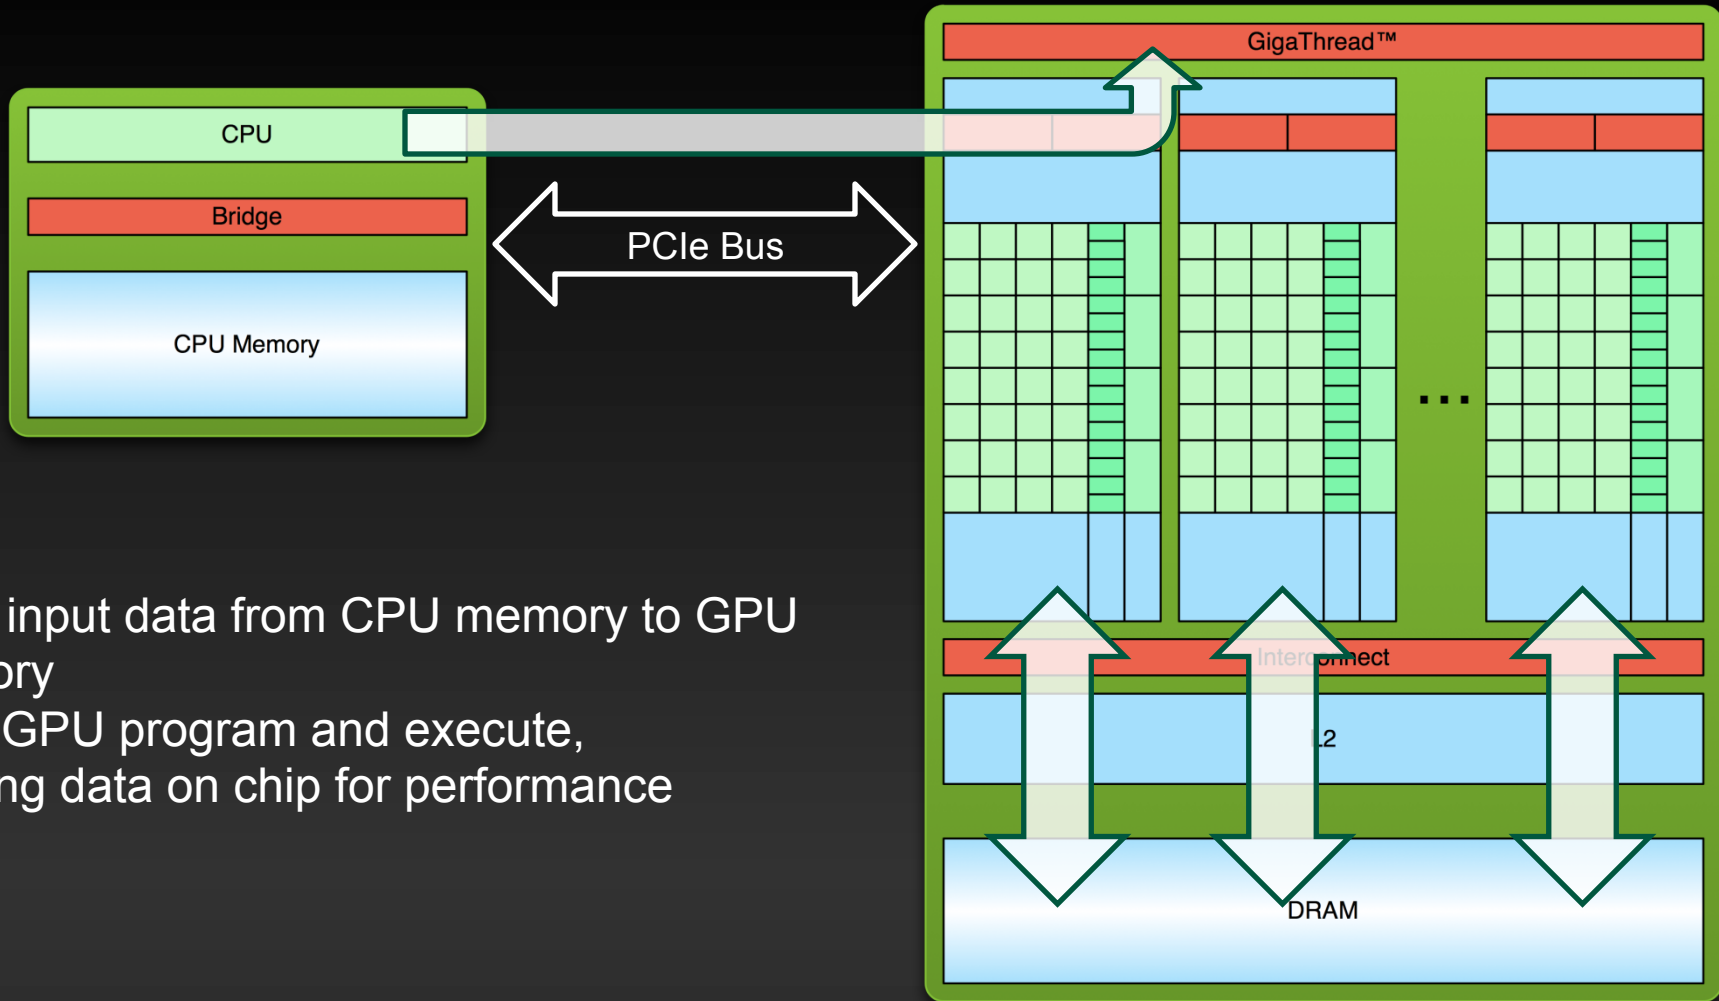 GigaThread™
CPU
Bridge
PCIe Bus
CPU Memory
...
input data from CPU memory to GPU
ory
GPU program and execute,
ng data on chip for performance
Interconnect
L2
DRAM